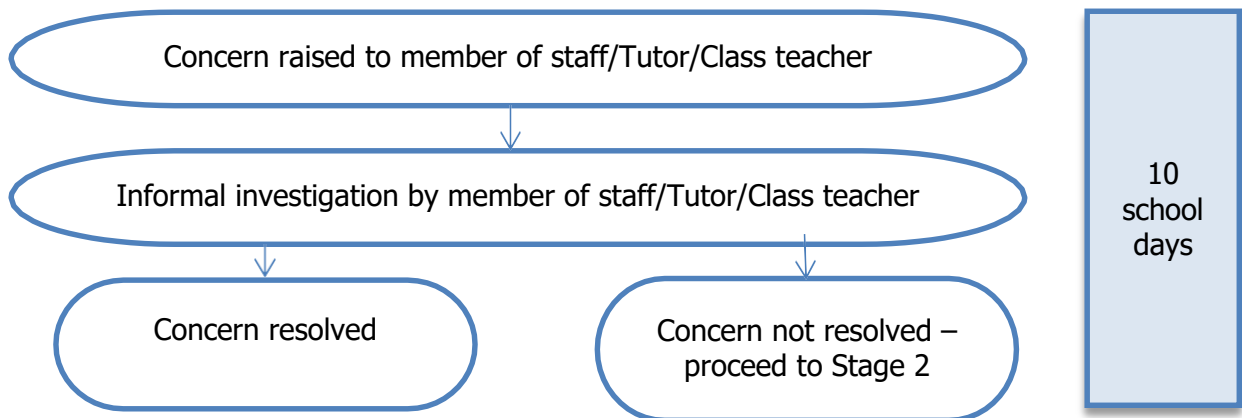 Concern raised to member of staff/Tutor/Class teacher
Informal investigation by member of staff/Tutor/Class teacher
Concern resolved
Concern not resolved –
proceed to Stage 2
10
school
days